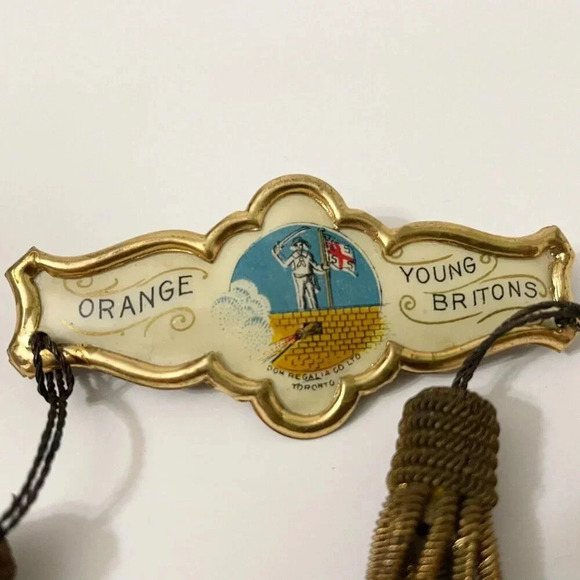 ORANGE
YOUNG
BRITONS
DOM REGALIA CO LTD
TORONTO